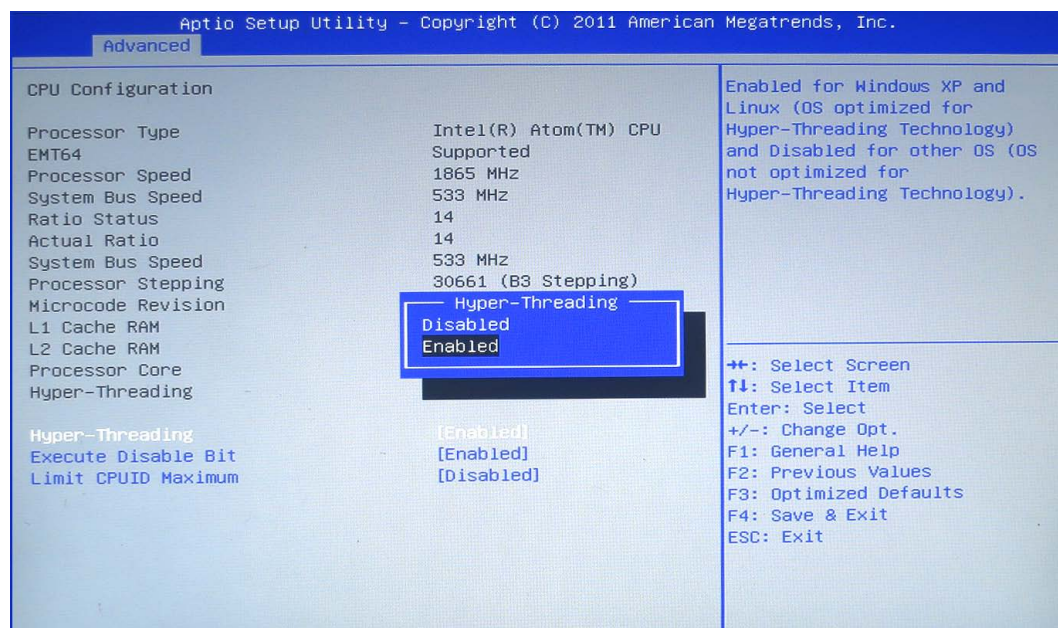 Aptio Setup Utility – Copyright (C) 2011 American Megatrends, Inc.
Advanced
CPU Configuration
Processor Type Intel(R) Atom(TM) CPU
EMT64 Supported
Processor Speed 1865 MHz
System Bus Speed 533 MHz
Ratio Status 14
Actual Ratio 14
System Bus Speed 533 MHz
Processor Stepping 30661 (B3 Stepping)
Microcode Revision
L1 Cache RAM
L2 Cache RAM
Processor Core
Hyper-Threading
Hyper-Threading [Enabled]
Execute Disable Bit [Enabled]
Limit CPUID Maximum [Disabled]
Hyper-Threading
Disabled
Enabled
Enabled for Windows XP and
Linux (OS optimized for
Hyper-Threading Technology)
and Disabled for other OS (OS
not optimized for
Hyper-Threading Technology).
→←: Select Screen
↑↓: Select Item
Enter: Select
+/-: Change Opt.
F1: General Help
F2: Previous Values
F3: Optimized Defaults
F4: Save & Exit
ESC: Exit